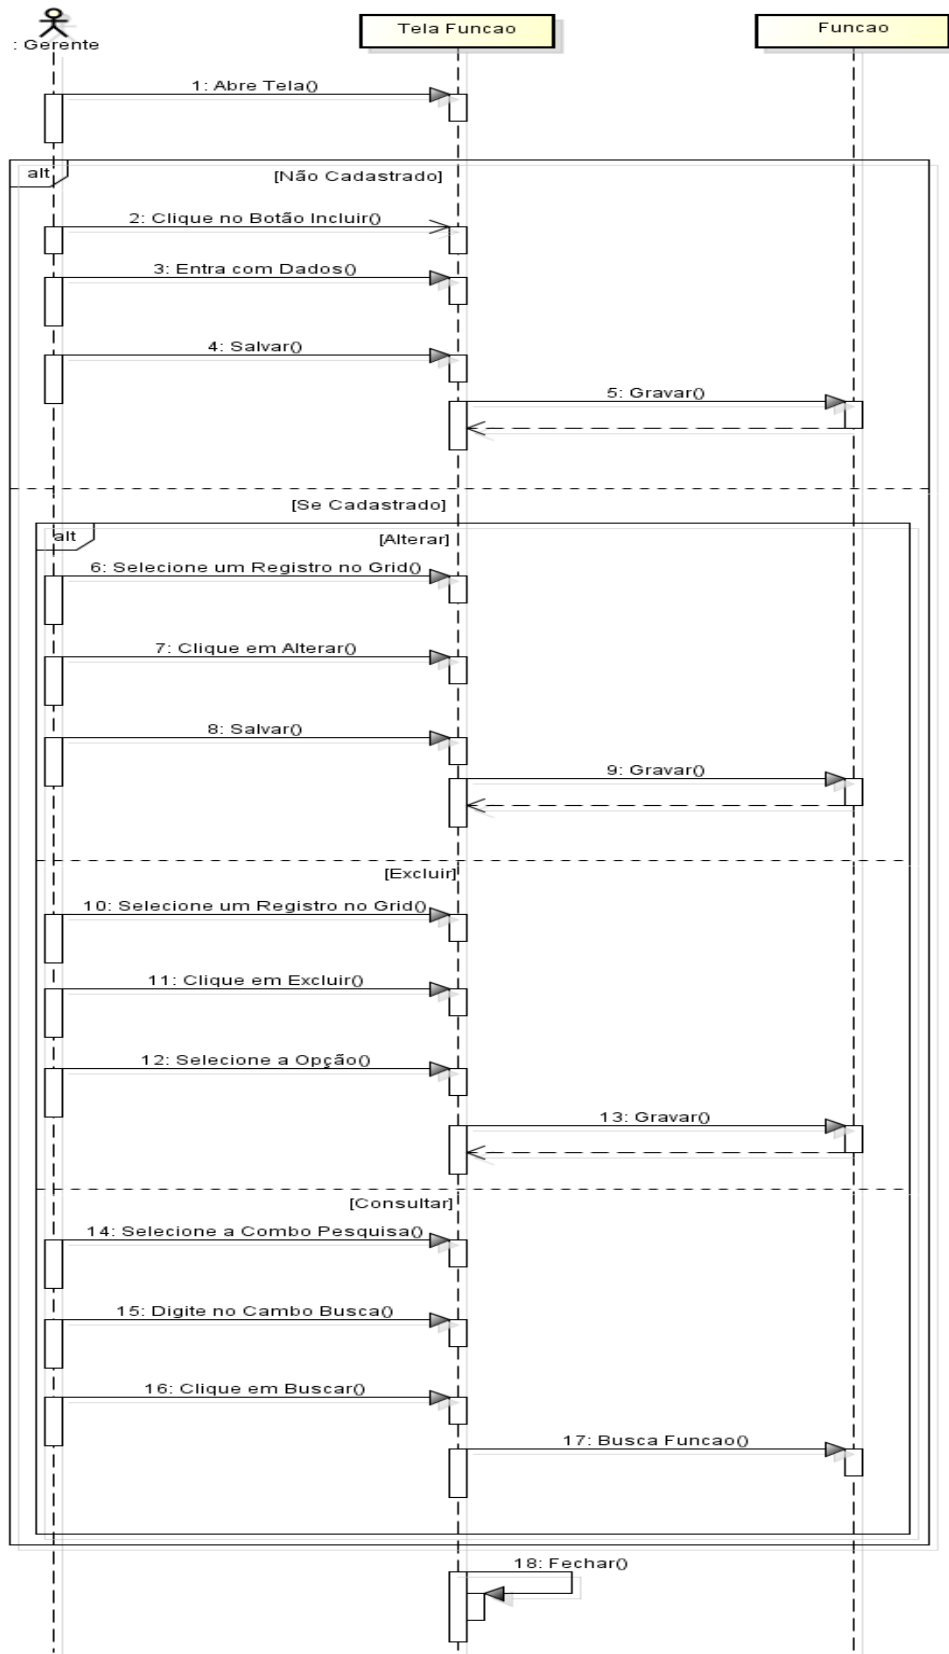 : Gerente
Tela Funcao
Funcao
1: Abre Tela()
alt
[Não Cadastrado]
2: Clique no Botão Incluir()
3: Entra com Dados()
4: Salvar()
5: Gravar()
[Se Cadastrado]
alt
[Alterar]
6: Selecione um Registro no Grid()
7: Clique em Alterar()
8: Salvar()
9: Gravar()
[Excluir]
10: Selecione um Registro no Grid()
11: Clique em Excluir()
12: Selecione a Opção()
13: Gravar()
[Consultar]
14: Selecione a Combo Pesquisa()
15: Digite no Cambo Busca()
16: Clique em Buscar()
17: Busca Funcao()
18: Fechar()